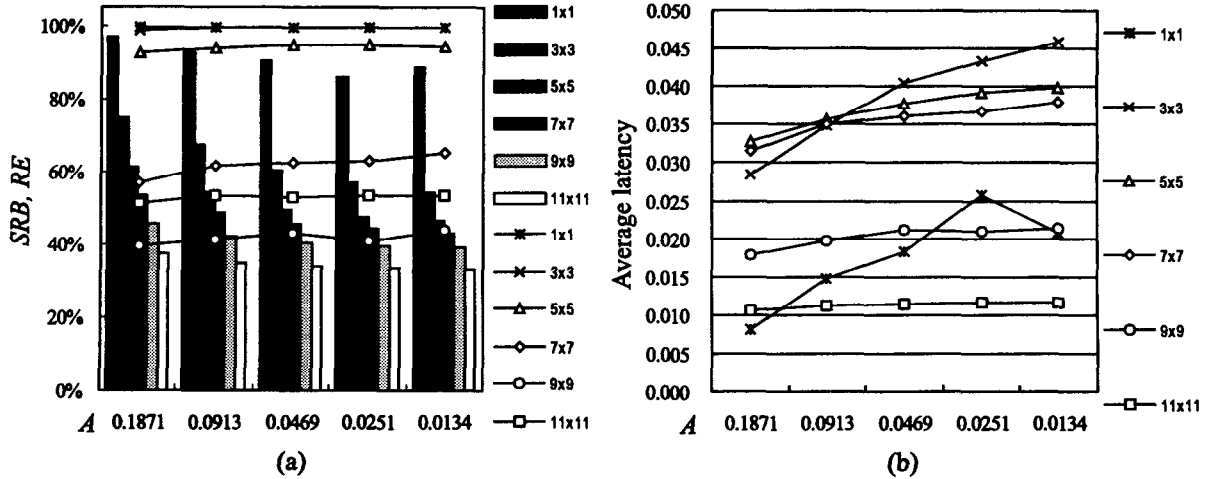 SRB, RE
100%
80%
60%
40%
20%
0%
A 0.1871 0.0913 0.0469 0.0251 0.0134
(a)
1x1
3x3
5x5
7x7
9x9
11x11
1x1
3x3
5x5
7x7
9x9
11x11
Average latency
0.050
0.045
0.040
0.035
0.030
0.025
0.020
0.015
0.010
0.005
0.000
A 0.1871 0.0913 0.0469 0.0251 0.0134
(b)
1x1
3x3
5x5
7x7
9x9
11x11